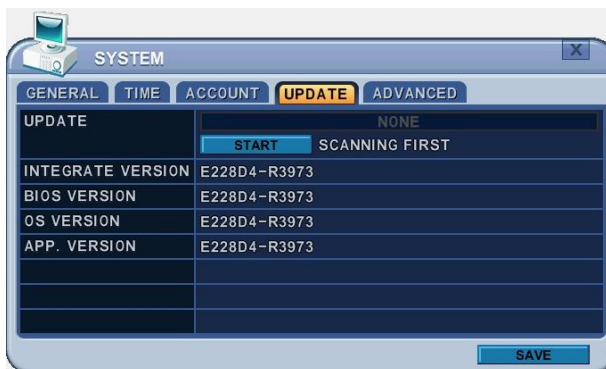 SYSTEM
X
GENERAL TIME ACCOUNT UPDATE ADVANCED
UPDATE NONE
START SCANNING FIRST
INTEGRATE VERSION E228D4-R3973
BIOS VERSION E228D4-R3973
OS VERSION E228D4-R3973
APP. VERSION E228D4-R3973
SAVE